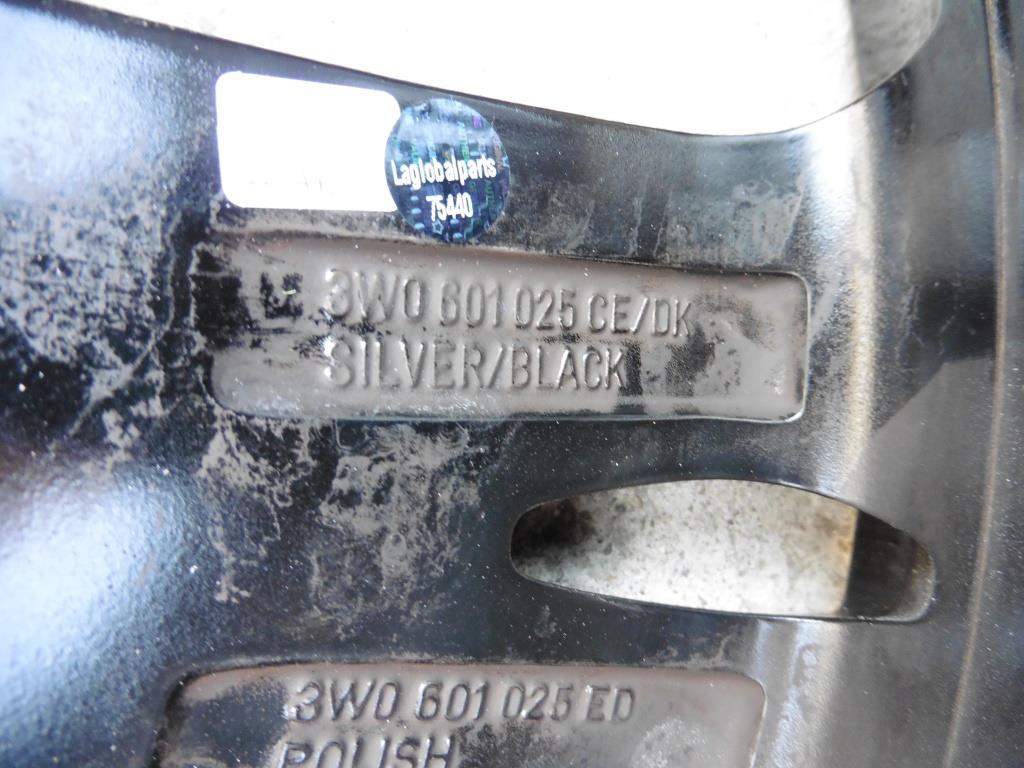 Laglobalparts
75440
3W0 601 025 CE/DK
SILVER/BLACK
3W0 601 025 ED
POLISH